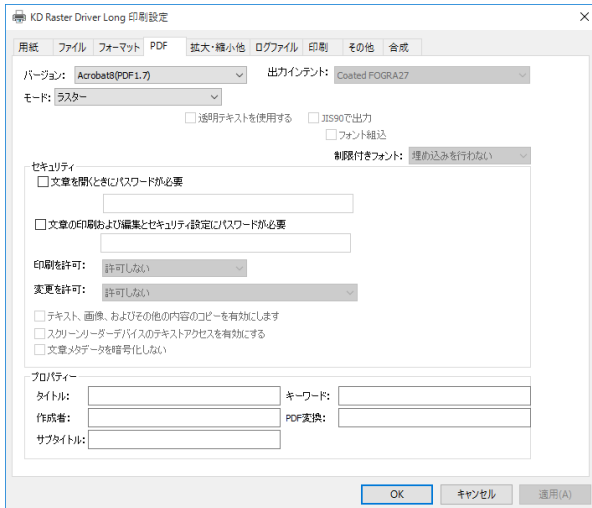 KD Raster Driver Long 印刷設定
用紙 ファイル フォーマット PDF 拡大・縮小他 ログファイル 印刷 その他 合成
バージョン: Acrobat8(PDF1.7) 出力インテント: Coated FOGRA27
モード: ラスター
透明テキストを使用する JIS90で出力
フォント組込
制限付きフォント: 埋め込みを行わない
セキュリティ
文章を開くときにパスワードが必要
文章の印刷および編集とセキュリティ設定にパスワードが必要
印刷を許可: 許可しない
変更を許可: 許可しない
テキスト、画像、およびその他の内容のコピーを有効にします
スクリーンリーダーデバイスのテキストアクセスを有効にする
文章メタデータを暗号化しない
プロパティー
タイトル: キーワード:
作成者: PDF変換:
サブタイトル:
OK キャンセル 適用(A)